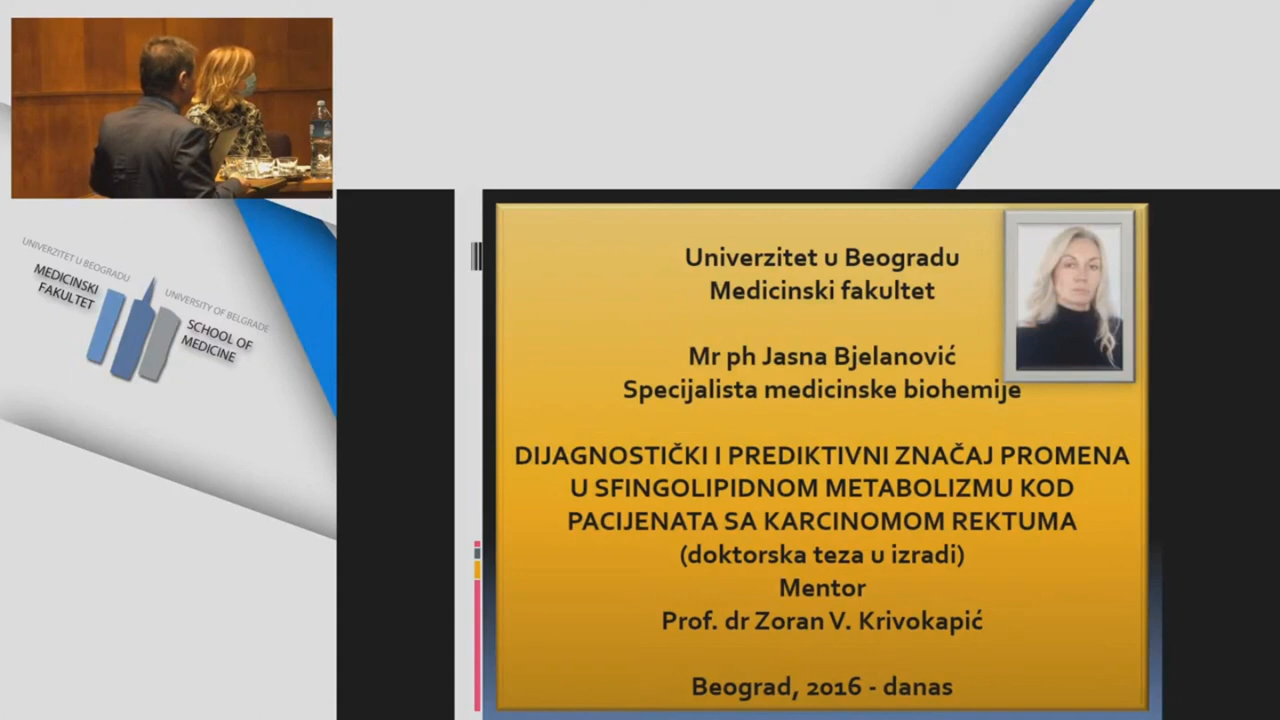 UNIVERZITET U BEOGRADU
MEDICINSKI
FAKULTET
UNIVERSITY OF BELGRADE
SCHOOL OF
MEDICINE
Univerzitet u Beogradu
Medicinski fakultet
Mr ph Jasna Bjelanović
Specijalista medicinske biohemije
DIJAGNOSTIČKI I PREDIKTIVNI ZNAČAJ PROMENA
U SFINGOLIPIDNOM METABOLIZMU KOD
PACIJENATA SA KARCINOMOM REKTUMA
(doktorska teza u izradi)
Mentor
Prof. dr Zoran V. Krivokapić
Beograd, 2016 - danas